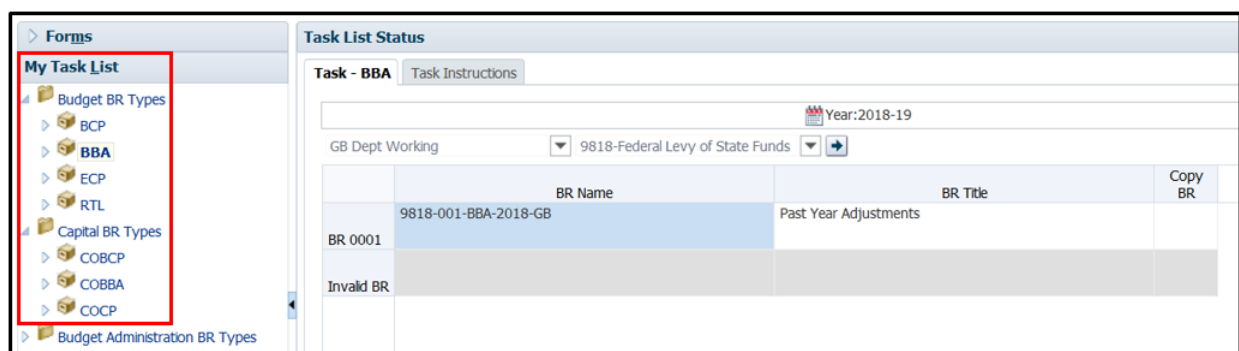 Forms
My Task List
Budget BR Types
BCP
BBA
ECP
RTL
Capital BR Types
COBCP
COBBA
COCP
Budget Administration BR Types
Task List Status
Task - BBA Task Instructions
Year:2018-19
GB Dept Working 9818-Federal Levy of State Funds
BR Name BR Title Copy BR
BR 0001 9818-001-BBA-2018-GB Past Year Adjustments
Invalid BR